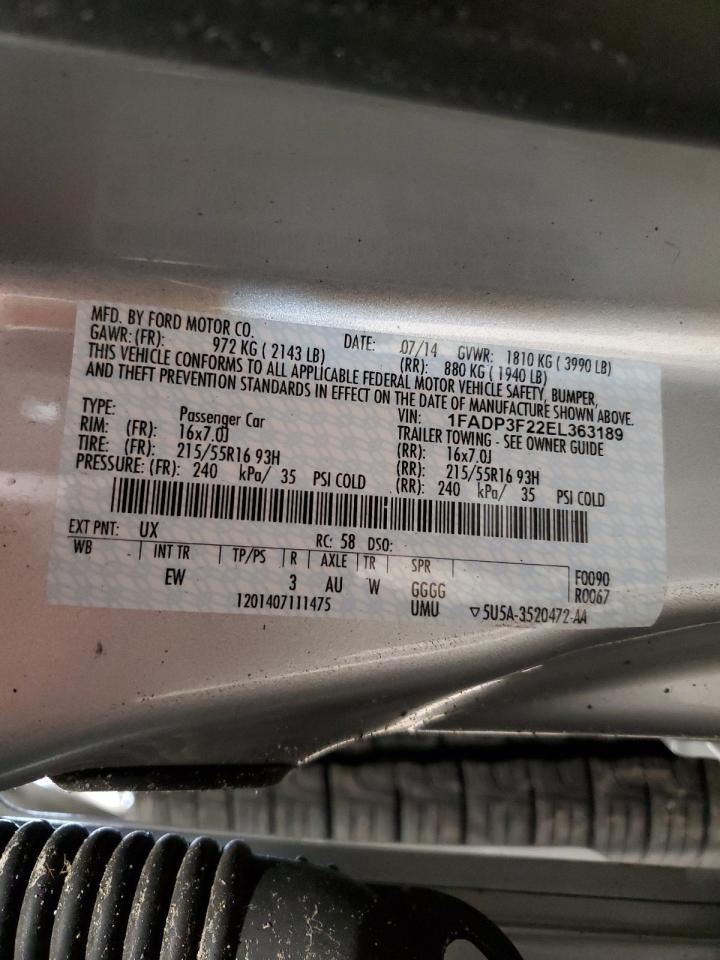 MFD. BY FORD MOTOR CO.
DATE: 07/14 GVWR: 1810 KG ( 3990 LB)
GAWR: (FR): 972 KG ( 2143 LB) (RR): 880 KG ( 1940 LB)
THIS VEHICLE CONFORMS TO ALL APPLICABLE FEDERAL MOTOR VEHICLE SAFETY, BUMPER,
AND THEFT PREVENTION STANDARDS IN EFFECT ON THE DATE OF MANUFACTURE SHOWN ABOVE.
VIN: 1FADP3F22EL363189
TYPE: Passenger Car TRAILER TOWING - SEE OWNER GUIDE
RIM: (FR): 16x7.0J (RR): 16x7.0J
TIRE: (FR): 215/55R16 93H (RR): 215/55R16 93H
PRESSURE: (FR): 240 kPa/ 35 PSI COLD (RR): 240 kPa/ 35 PSI COLD
EXT PNT: UX RC: 58 DSO:
WB INT TR TP/PS R AXLE TR SPR F0090
EW 3 AU W GGGG R0067
1201407111475 UMU ▽5U5A-3520472-AA